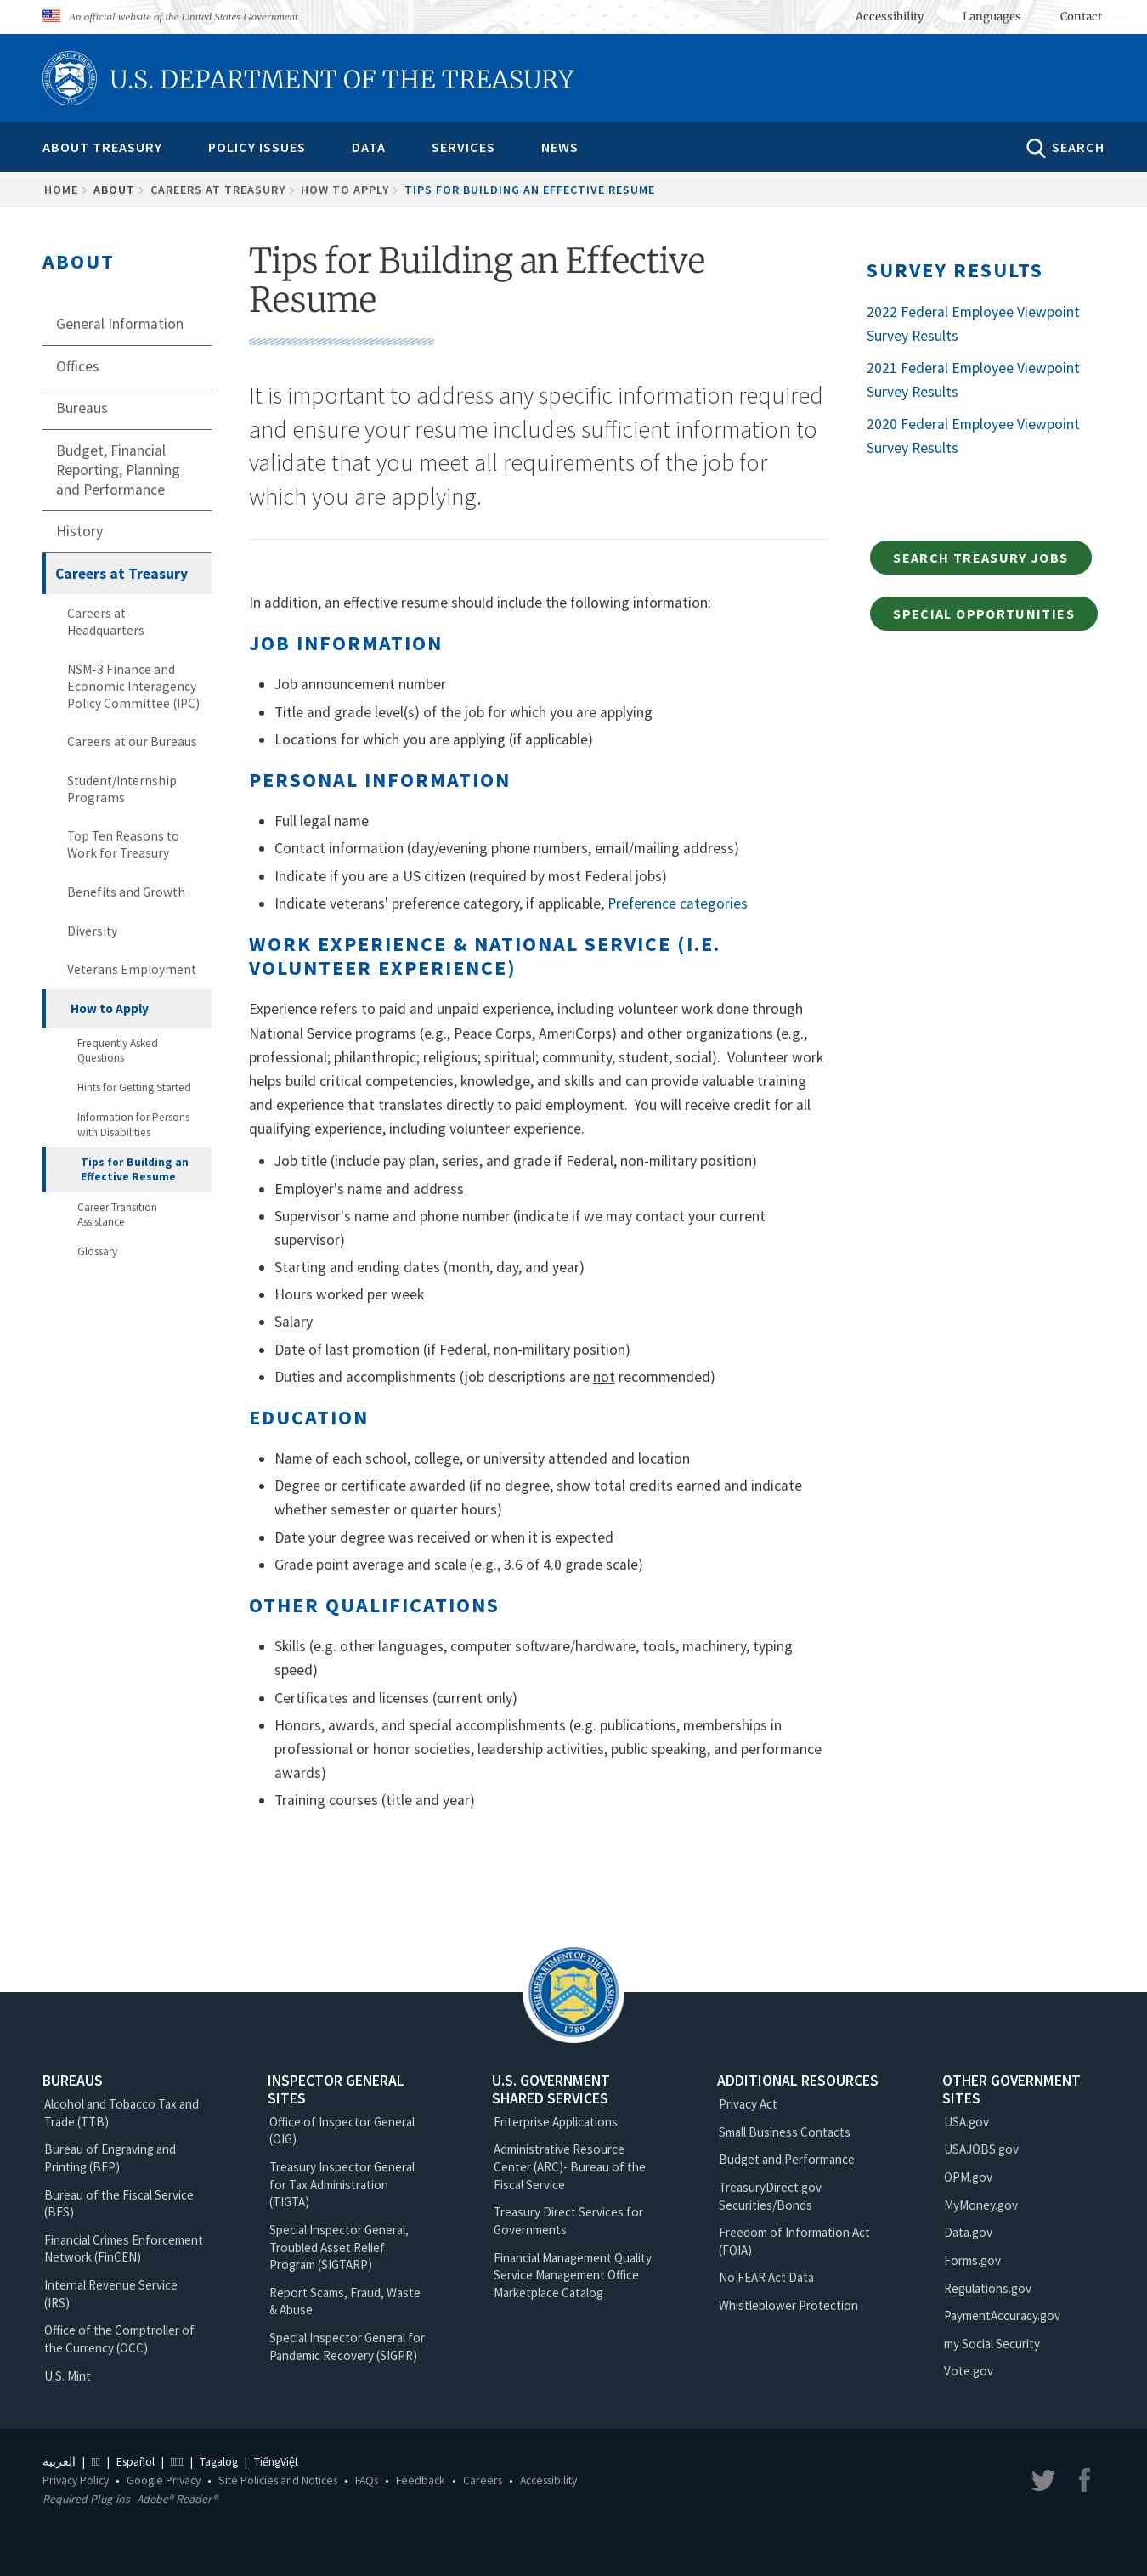 An official website of the United States Government
Accessibility
Languages
Contact
U.S. DEPARTMENT OF THE TREASURY
ABOUT TREASURY
POLICY ISSUES
DATA
SERVICES
NEWS
SEARCH
HOME
ABOUT
CAREERS AT TREASURY
HOW TO APPLY
TIPS FOR BUILDING AN EFFECTIVE RESUME
ABOUT
General Information
Offices
Bureaus
Budget, Financial
Reporting, Planning
and Performance
History
Careers at Treasury
Careers at
Headquarters
NSM-3 Finance and
Economic Interagency
Policy Committee (IPC)
Careers at our Bureaus
Student/Internship
Programs
Top Ten Reasons to
Work for Treasury
Benefits and Growth
Diversity
Veterans Employment
How to Apply
Frequently Asked
Questions
Hints for Getting Started
Information for Persons
with Disabilities
Tips for Building an
Effective Resume
Career Transition
Assistance
Glossary
Tips for Building an Effective
Resume
It is important to address any specific information required
and ensure your resume includes sufficient information to
validate that you meet all requirements of the job for
which you are applying.
In addition, an effective resume should include the following information:
JOB INFORMATION
• Job announcement number
• Title and grade level(s) of the job for which you are applying
• Locations for which you are applying (if applicable)
PERSONAL INFORMATION
• Full legal name
• Contact information (day/evening phone numbers, email/mailing address)
• Indicate if you are a US citizen (required by most Federal jobs)
• Indicate veterans' preference category, if applicable, Preference categories
WORK EXPERIENCE & NATIONAL SERVICE (I.E.
VOLUNTEER EXPERIENCE)
Experience refers to paid and unpaid experience, including volunteer work done through
National Service programs (e.g., Peace Corps, AmeriCorps) and other organizations (e.g.,
professional; philanthropic; religious; spiritual; community, student, social).  Volunteer work
helps build critical competencies, knowledge, and skills and can provide valuable training
and experience that translates directly to paid employment.  You will receive credit for all
qualifying experience, including volunteer experience.
• Job title (include pay plan, series, and grade if Federal, non-military position)
• Employer's name and address
• Supervisor's name and phone number (indicate if we may contact your current
supervisor)
• Starting and ending dates (month, day, and year)
• Hours worked per week
• Salary
• Date of last promotion (if Federal, non-military position)
• Duties and accomplishments (job descriptions are not recommended)
EDUCATION
• Name of each school, college, or university attended and location
• Degree or certificate awarded (if no degree, show total credits earned and indicate
whether semester or quarter hours)
• Date your degree was received or when it is expected
• Grade point average and scale (e.g., 3.6 of 4.0 grade scale)
OTHER QUALIFICATIONS
• Skills (e.g. other languages, computer software/hardware, tools, machinery, typing
speed)
• Certificates and licenses (current only)
• Honors, awards, and special accomplishments (e.g. publications, memberships in
professional or honor societies, leadership activities, public speaking, and performance
awards)
• Training courses (title and year)
SURVEY RESULTS
2022 Federal Employee Viewpoint
Survey Results
2021 Federal Employee Viewpoint
Survey Results
2020 Federal Employee Viewpoint
Survey Results
SEARCH TREASURY JOBS
SPECIAL OPPORTUNITIES
THE DEPARTMENT OF THE TREASURY
1789
BUREAUS
Alcohol and Tobacco Tax and
Trade (TTB)
Bureau of Engraving and
Printing (BEP)
Bureau of the Fiscal Service
(BFS)
Financial Crimes Enforcement
Network (FinCEN)
Internal Revenue Service
(IRS)
Office of the Comptroller of
the Currency (OCC)
U.S. Mint
INSPECTOR GENERAL
SITES
Office of Inspector General
(OIG)
Treasury Inspector General
for Tax Administration
(TIGTA)
Special Inspector General,
Troubled Asset Relief
Program (SIGTARP)
Report Scams, Fraud, Waste
& Abuse
Special Inspector General for
Pandemic Recovery (SIGPR)
U.S. GOVERNMENT
SHARED SERVICES
Enterprise Applications
Administrative Resource
Center (ARC)- Bureau of the
Fiscal Service
Treasury Direct Services for
Governments
Financial Management Quality
Service Management Office
Marketplace Catalog
ADDITIONAL RESOURCES
Privacy Act
Small Business Contacts
Budget and Performance
TreasuryDirect.gov
Securities/Bonds
Freedom of Information Act
(FOIA)
No FEAR Act Data
Whistleblower Protection
OTHER GOVERNMENT
SITES
USA.gov
USAJOBS.gov
OPM.gov
MyMoney.gov
Data.gov
Forms.gov
Regulations.gov
PaymentAccuracy.gov
my Social Security
Vote.gov
العربية | | Español | | Tagalog | TiếngViệt
Privacy Policy • Google Privacy • Site Policies and Notices • FAQs • Feedback • Careers • Accessibility
Required Plug-ins Adobe® Reader®